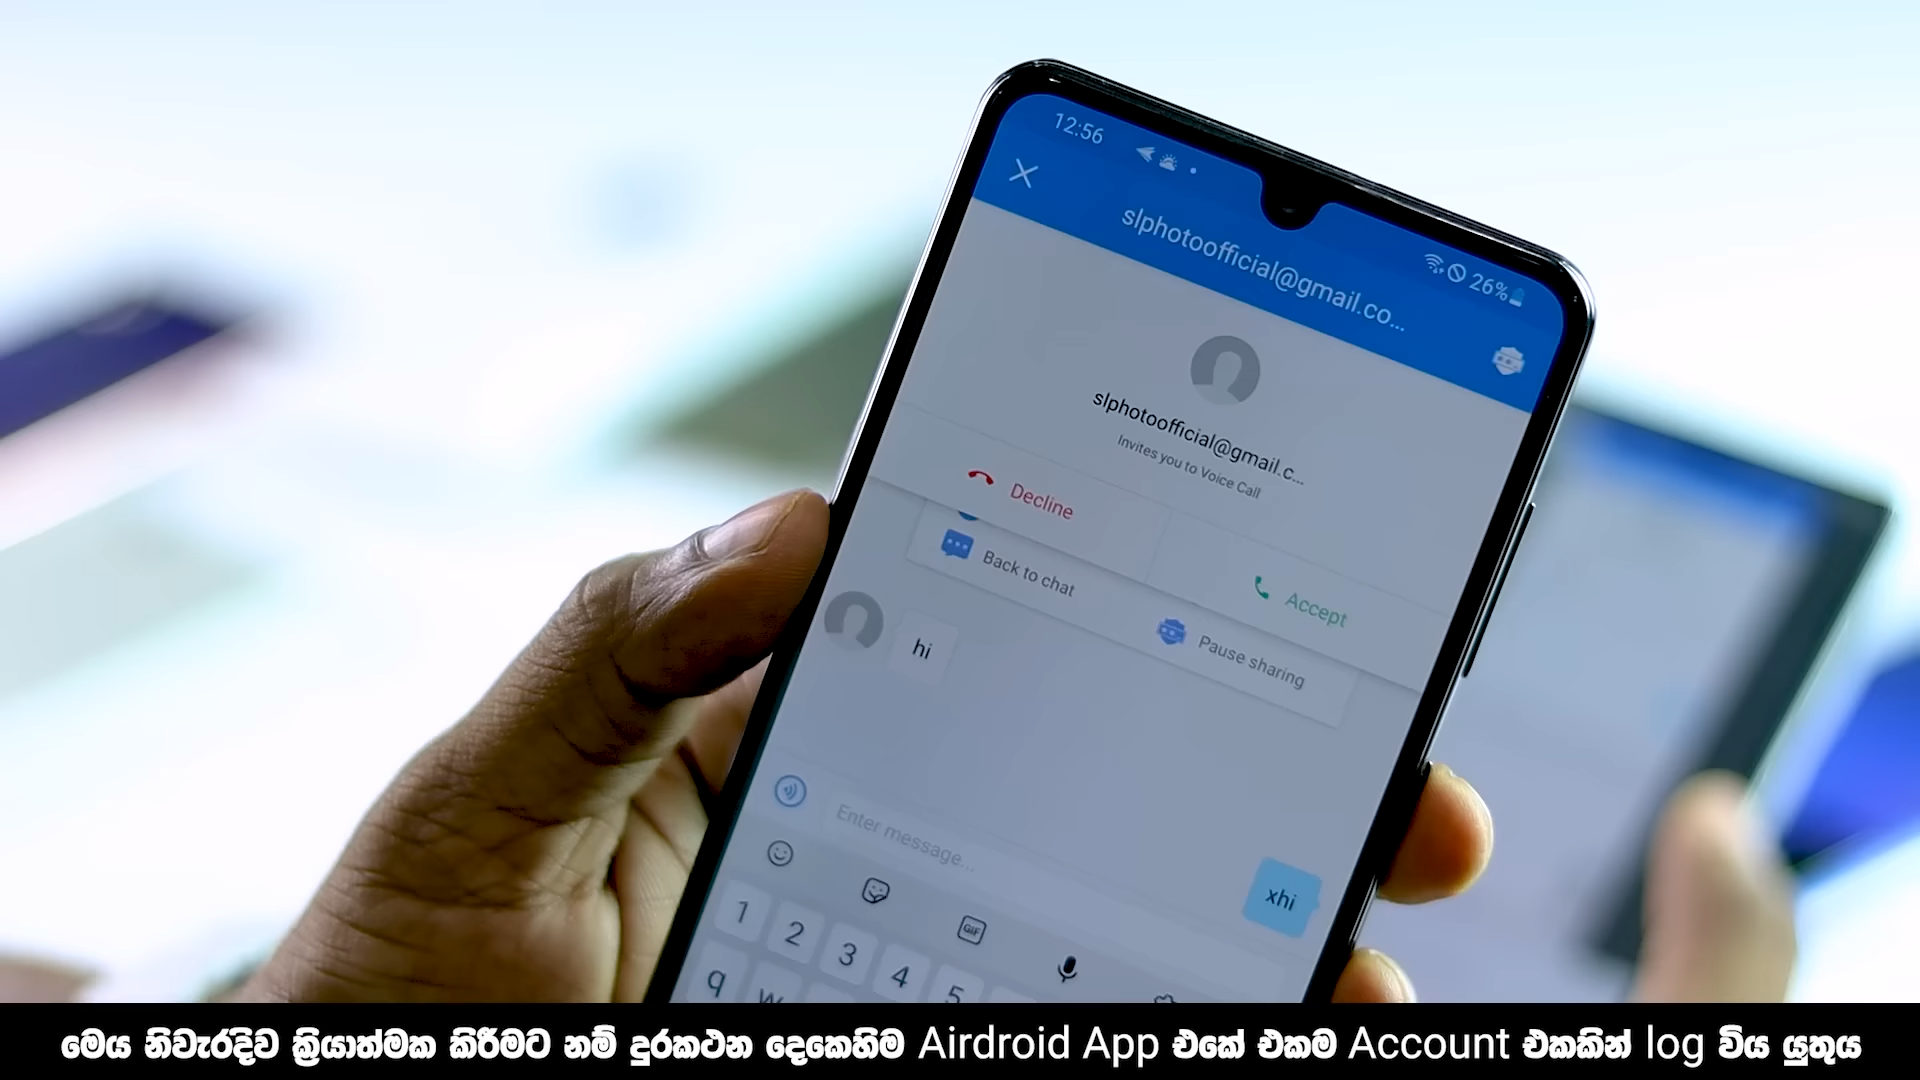 12:56
26%
slphotoofficial@gmail.co...
slphotoofficial@gmail.c...
Invites you to Voice Call
Decline
Accept
Back to chat
Pause sharing
hi
xhi
Enter message...
GIF
1 2 3 4 5
q w
මෙය නිවැරදිව ක්‍රියාත්මක කිරීමට නම් දුරකථන දෙකෙහිම Airdroid App එකේ එකම Account එකකින් log විය යුතුය